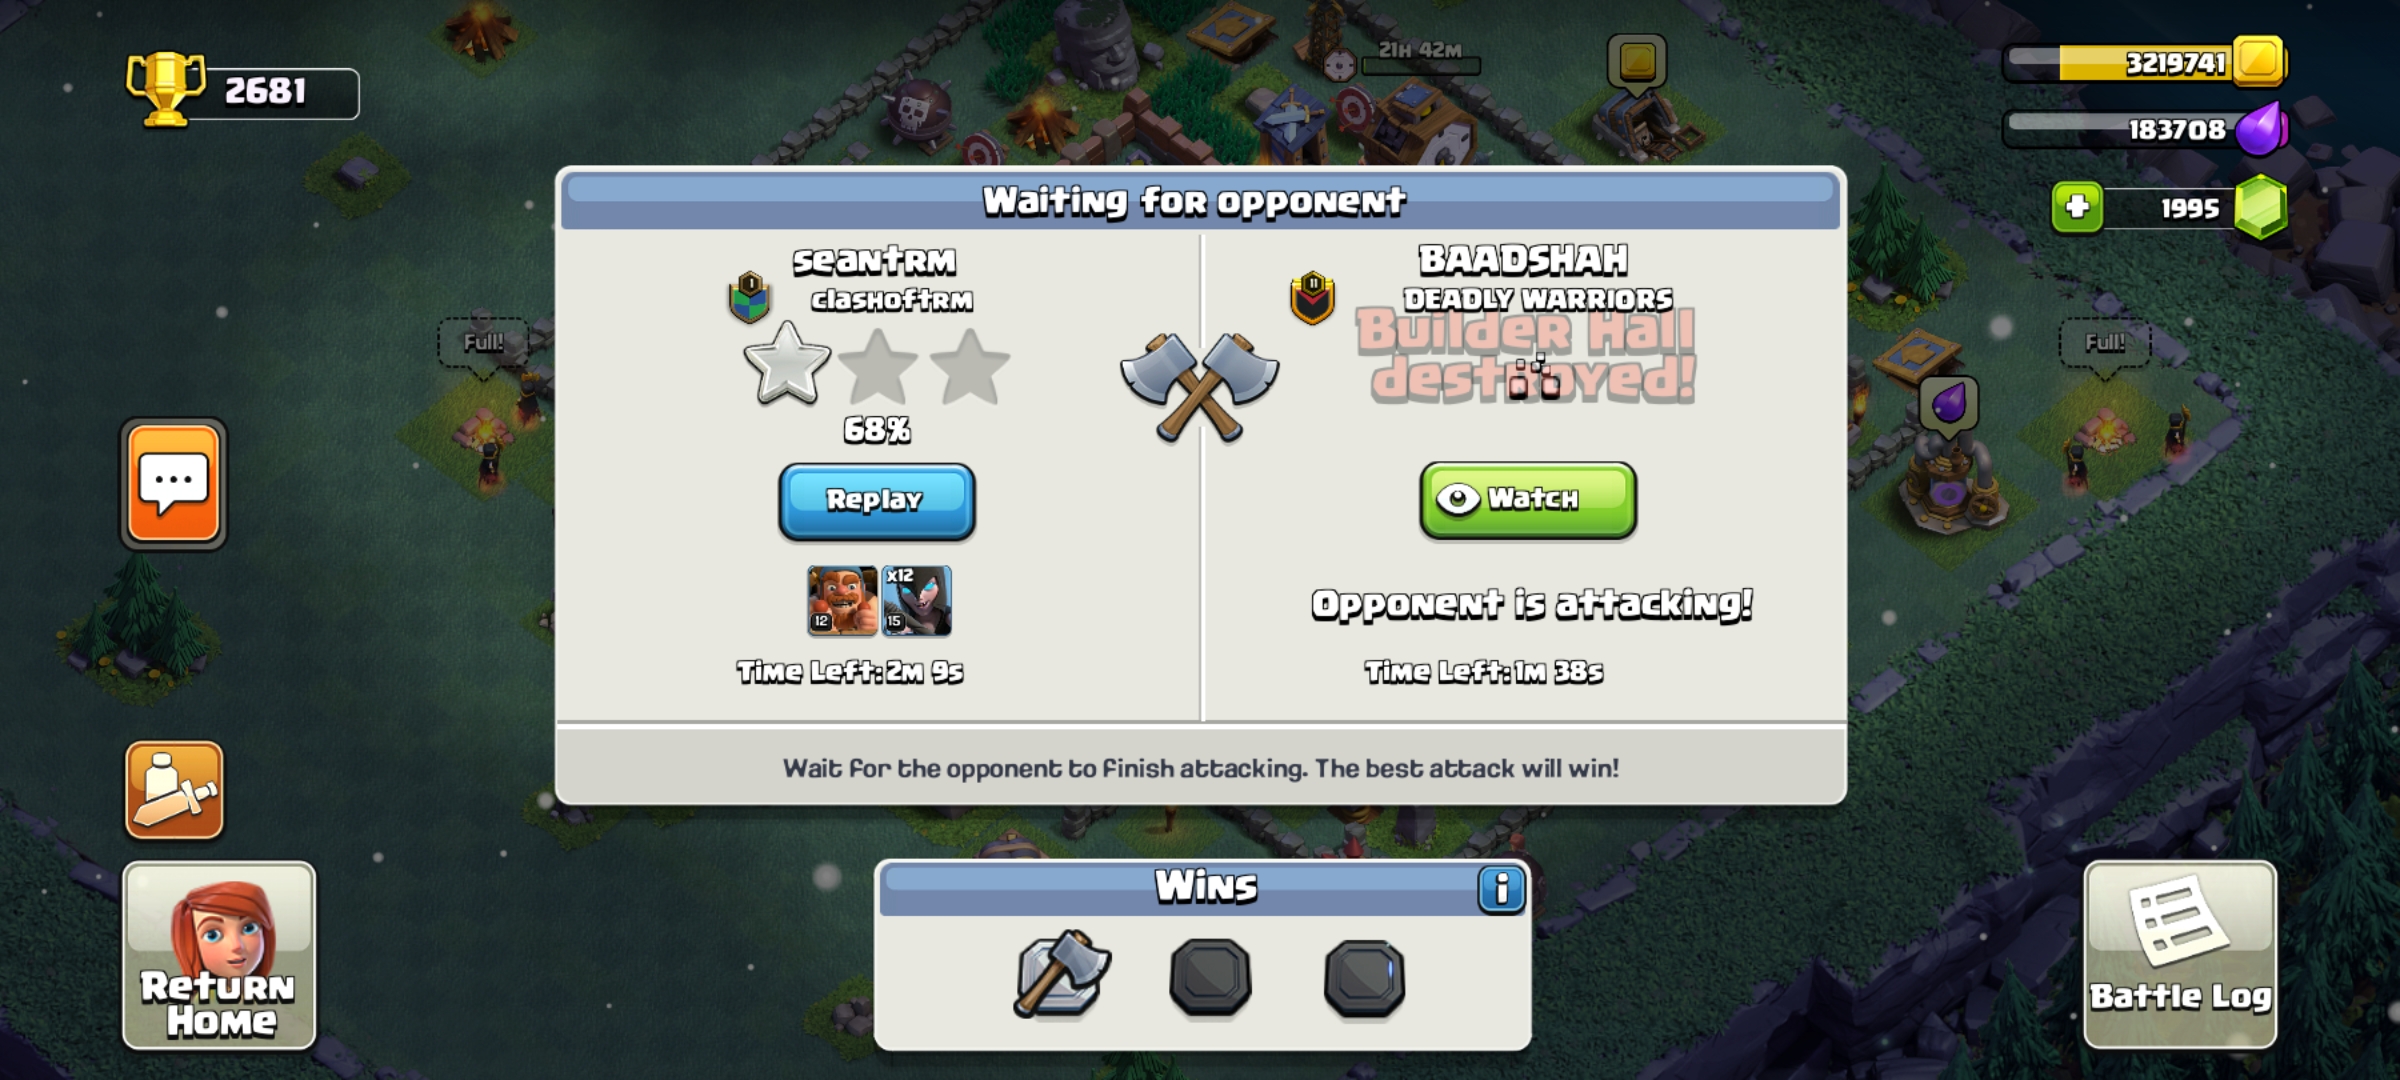 2681
21H 42M
3219741
183708
1995
Waiting for opponent
seantrm
clashoftrm
BAADSHAH
DEADLY WARRIORS
Builder Hall
destroyed!
Full!
Full!
68%
Replay
Watch
x12
12
15
Opponent is attacking!
Time Left:2M 9s
Time Left:1M 38s
Wait for the opponent to finish attacking. The best attack will win!
Wins
i
Return
Home
Battle Log